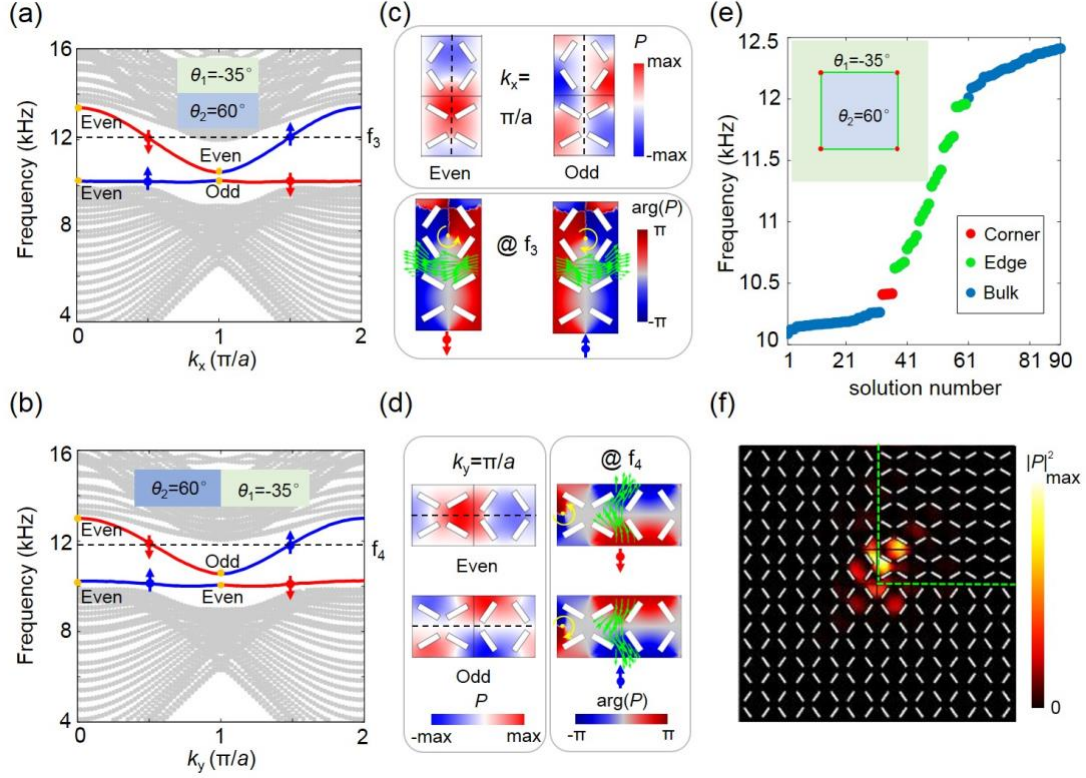 (a)
16
12
8
4
Frequency (kHz)
θ1=-35°
θ2=60°
Even
Even
Even
Odd
f3
0
1
2
kx (π/a)
(b)
16
12
8
4
Frequency (kHz)
θ2=60°
θ1=-35°
Even
Even
Odd
Even
f4
0
1
2
ky (π/a)
(c)
kx=
π/a
P
max
-max
Even
Odd
@ f3
arg(P)
π
-π
(d)
ky=π/a
@ f4
Even
Odd
P
-max
max
arg(P)
-π
π
(e)
12.5
12
11.5
11
10.5
10
Frequency (kHz)
θ1=-35°
θ2=60°
Corner
Edge
Bulk
1
21
41
61
81
90
solution number
(f)
|P|²
max
0